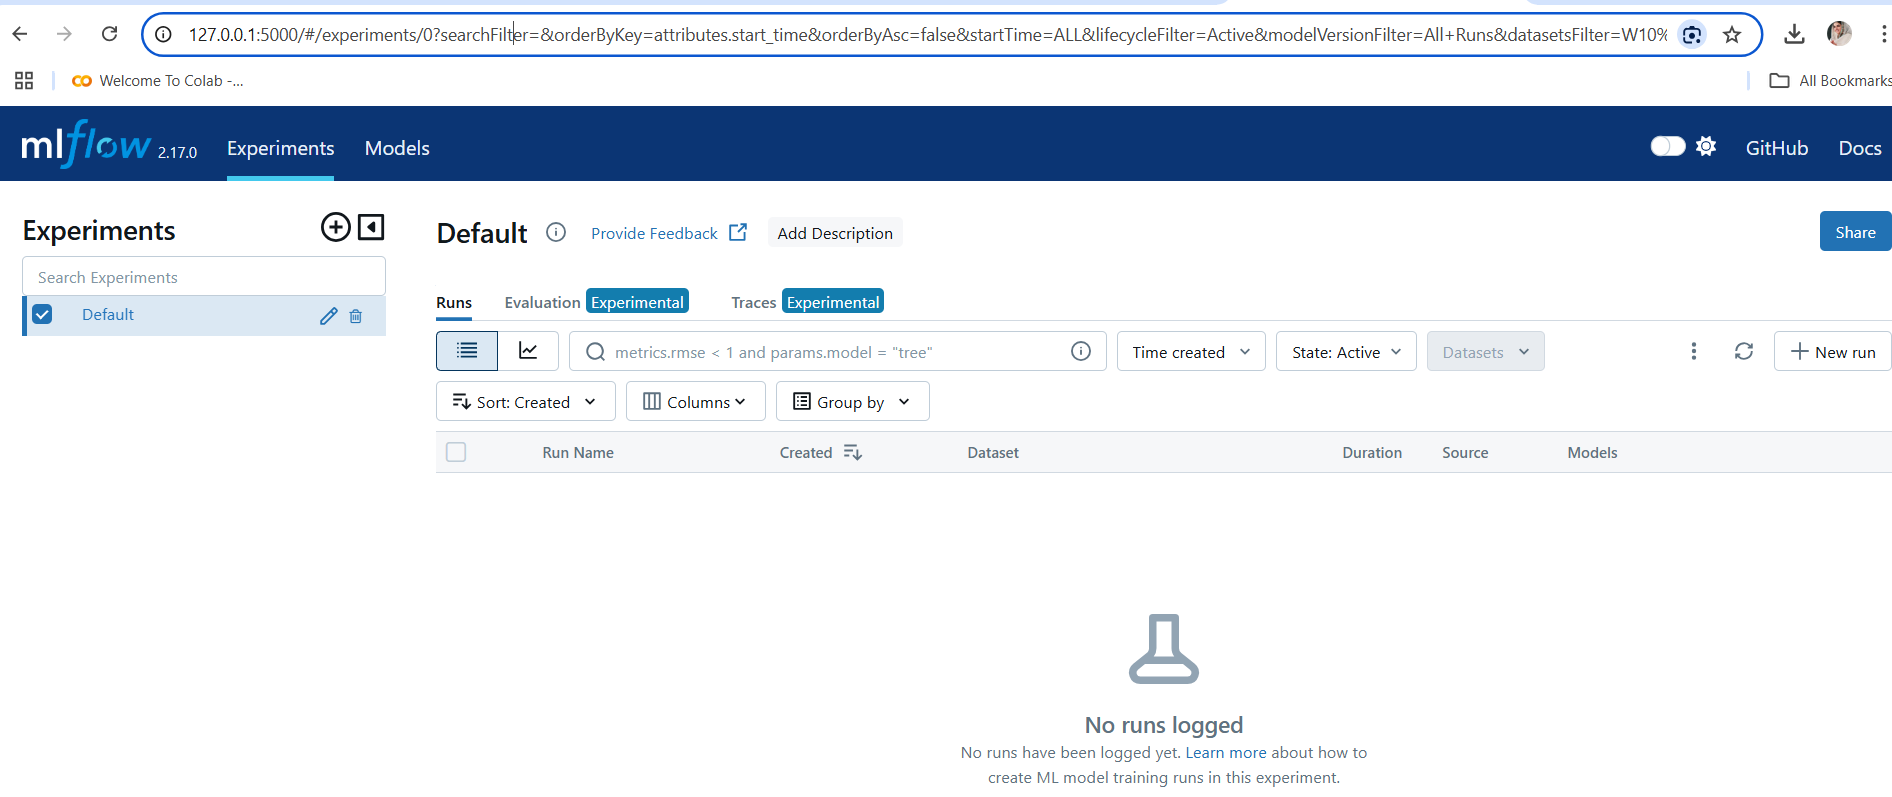 127.0.0.1:5000/#/experiments/0?searchFilter=&orderByKey=attributes.start_time&orderByAsc=false&startTime=ALL&lifecycleFilter=Active&modelVersionFilter=All+Runs&datasetsFilter=W10%
Welcome To Colab -...
All Bookmarks
mlflow 2.17.0 Experiments Models GitHub Docs
Experiments
Search Experiments
Default
Default Provide Feedback Add Description Share
Runs Evaluation Experimental Traces Experimental
metrics.rmse < 1 and params.model = "tree" Time created State: Active Datasets New run
Sort: Created Columns Group by
Run Name Created Dataset Duration Source Models
No runs logged
No runs have been logged yet. Learn more about how to
create ML model training runs in this experiment.